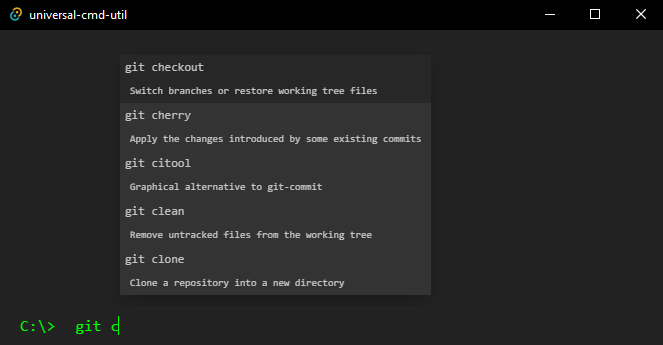 universal-cmd-util
git checkout
Switch branches or restore working tree files
git cherry
Apply the changes introduced by some existing commits
git citool
Graphical alternative to git-commit
git clean
Remove untracked files from the working tree
git clone
Clone a repository into a new directory
C:\> git c